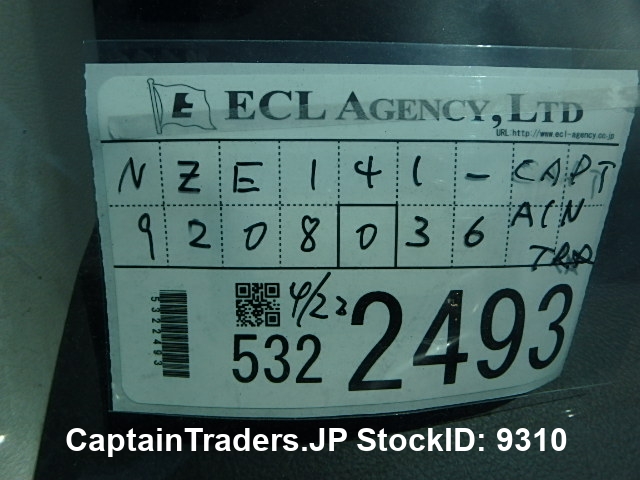 E ECL AGENCY, LTD
URL:http://www.ecl-agency.co.jp
NZE141- CAPT
9208036 AIN
4/23
532 2493
5322493
CaptainTraders.JP StockID: 9310